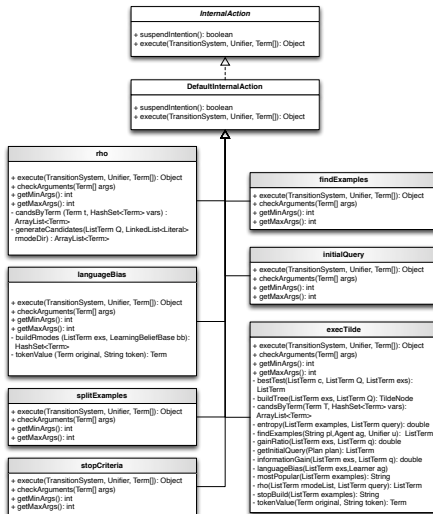 InternalAction
+ suspendIntention(): boolean
+ execute(TransitionSystem, Unifier, Term[]): Object
DefaultInternalAction
+ suspendIntention(): boolean
+ execute(TransitionSystem, Unifier, Term[]): Object
rho
+ execute(TransitionSystem, Unifier, Term[]): Object
+ checkArguments(Term[] args)
+ getMinArgs(): int
+ getMaxArgs(): int
- candsByTerm (Term t, HashSet<Term> vars) :
ArrayList<Term>
- generateCandidates(ListTerm Q, LinkedList<Literal>
rmodeDir) : ArrayList<Term>
languageBias
+ execute(TransitionSystem, Unifier, Term[]): Object
+ checkArguments(Term[] args)
+ getMinArgs(): int
+ getMaxArgs(): int
- buildRmodes (ListTerm exs, LearningBeliefBase bb):
HashSet<Term>
- tokenValue (Term original, String token): Term
splitExamples
+ execute(TransitionSystem, Unifier, Term[]): Object
+ checkArguments(Term[] args)
+ getMinArgs(): int
+ getMaxArgs(): int
stopCriteria
+ execute(TransitionSystem, Unifier, Term[]): Object
+ checkArguments(Term[] args)
+ getMinArgs(): int
+ getMaxArgs(): int
findExamples
+ execute(TransitionSystem, Unifier, Term[]): Object
+ checkArguments(Term[] args)
+ getMinArgs(): int
+ getMaxArgs(): int
initialQuery
+ execute(TransitionSystem, Unifier, Term[]): Object
+ checkArguments(Term[] args)
+ getMinArgs(): int
+ getMaxArgs(): int
execTilde
+ execute(TransitionSystem, Unifier, Term[]): Object
+ checkArguments(Term[] args)
+ getMinArgs(): int
+ getMaxArgs(): int
- bestTest(ListTerm c, ListTerm Q, ListTerm exs):
ListTerm
- buildTree(ListTerm exs, ListTerm Q): TildeNode
- candsByTerm(Term T, HashSet<Term> vars):
ArrayList<Term>
- entropy(ListTerm examples, ListTerm query): double
- findExamples(String pl,Agent ag, Unifier u): ListTerm
- gainRatio(ListTerm exs, ListTerm q): double
- getInitialQuery(Plan plan): ListTerm
- informationGain(ListTerm exs, ListTerm q): double
- languageBias(ListTerm exs,Learner ag)
- mostPopular(ListTerm examples): String
- rho(ListTerm rmodeList, ListTerm query): ListTerm
- stopBuild(ListTerm examples): String
- tokenValue(Term original, String token): Term